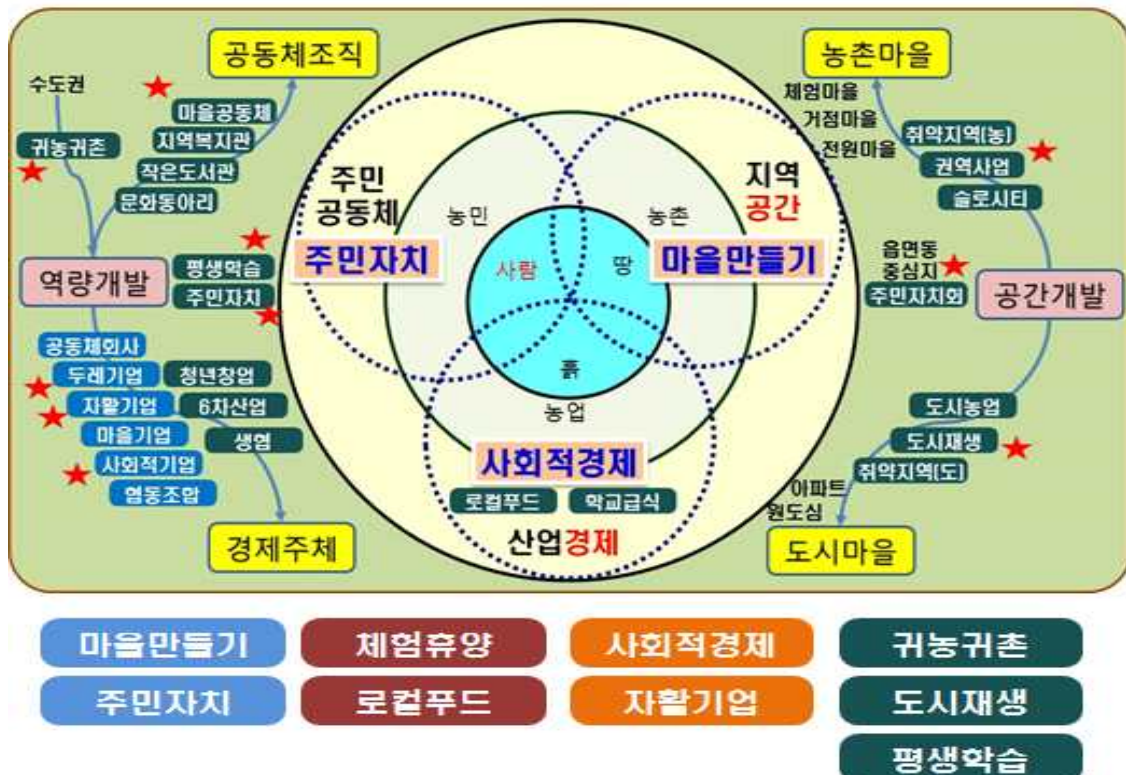 공동체조직
수도권
마을공동체
지역복지관
귀농귀촌
작은도서관
문화동아리
역량개발
평생학습
주민자치
공동체회사
두레기업
청년창업
자활기업
6차산업
마을기업
생협
사회적기업
협동조합
경제주체
주민
공동체
주민자치
농민
사람
지역
공간
마을만들기
농촌
땅
흙
농업
사회적경제
로컬푸드
학교급식
산업경제
농촌마을
체험마을
거점마을
전원마을
취약지역(농)
권역사업
슬로시티
읍면동
중심지
주민자치회
공간개발
도시농업
도시재생
취약지역(도)
아파트
원도심
도시마을
마을만들기
체험휴양
사회적경제
귀농귀촌
주민자치
로컬푸드
자활기업
도시재생
평생학습